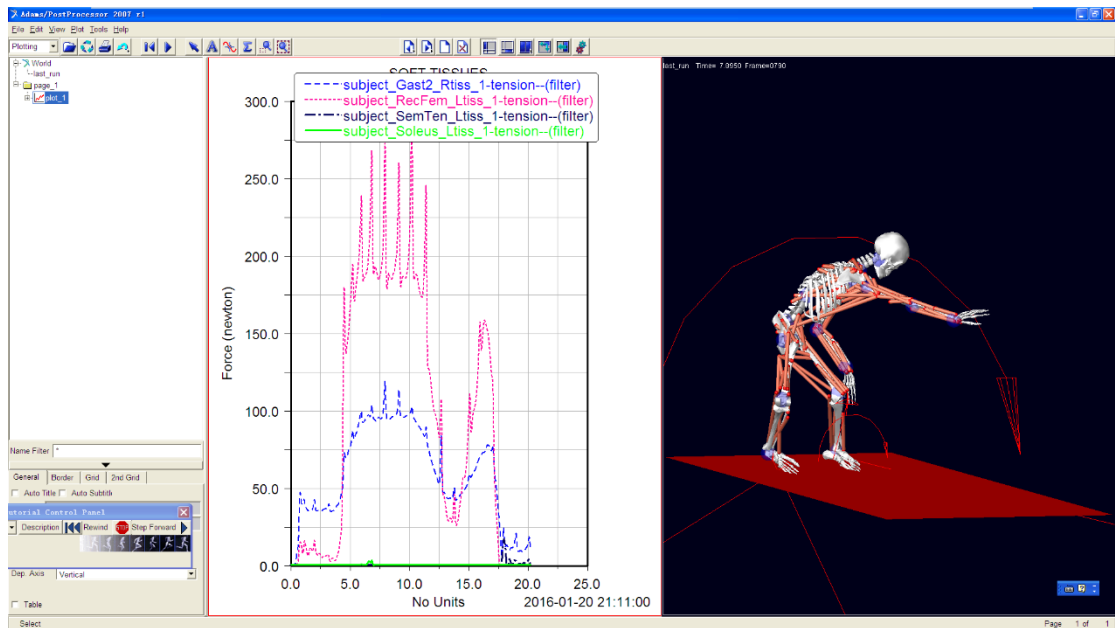 Adams/PostProcessor 2007 r1
File Edit View Plot Tools Help
Plotting
World
last_run
page_1
plot_1
SOFT TISSUES
subject_Gast2_Rtiss_1-tension--(filter)
subject_RecFem_Ltiss_1-tension--(filter)
subject_SemTen_Ltiss_1-tension--(filter)
subject_Soleus_Ltiss_1-tension--(filter)
300.0
250.0
200.0
150.0
100.0
50.0
0.0
Force (newton)
0.0 5.0 10.0 15.0 20.0 25.0
No Units
2016-01-20 21:11:00
last_run Time= 7.0950 Frame=0790
Name Filter *
General Border Grid 2nd Grid
Auto Title Auto Subtitl
utorial Control Panel
Description Rewind STOP Step Forward
Dep Axis Vertical
Table
Select
Page 1 of 1